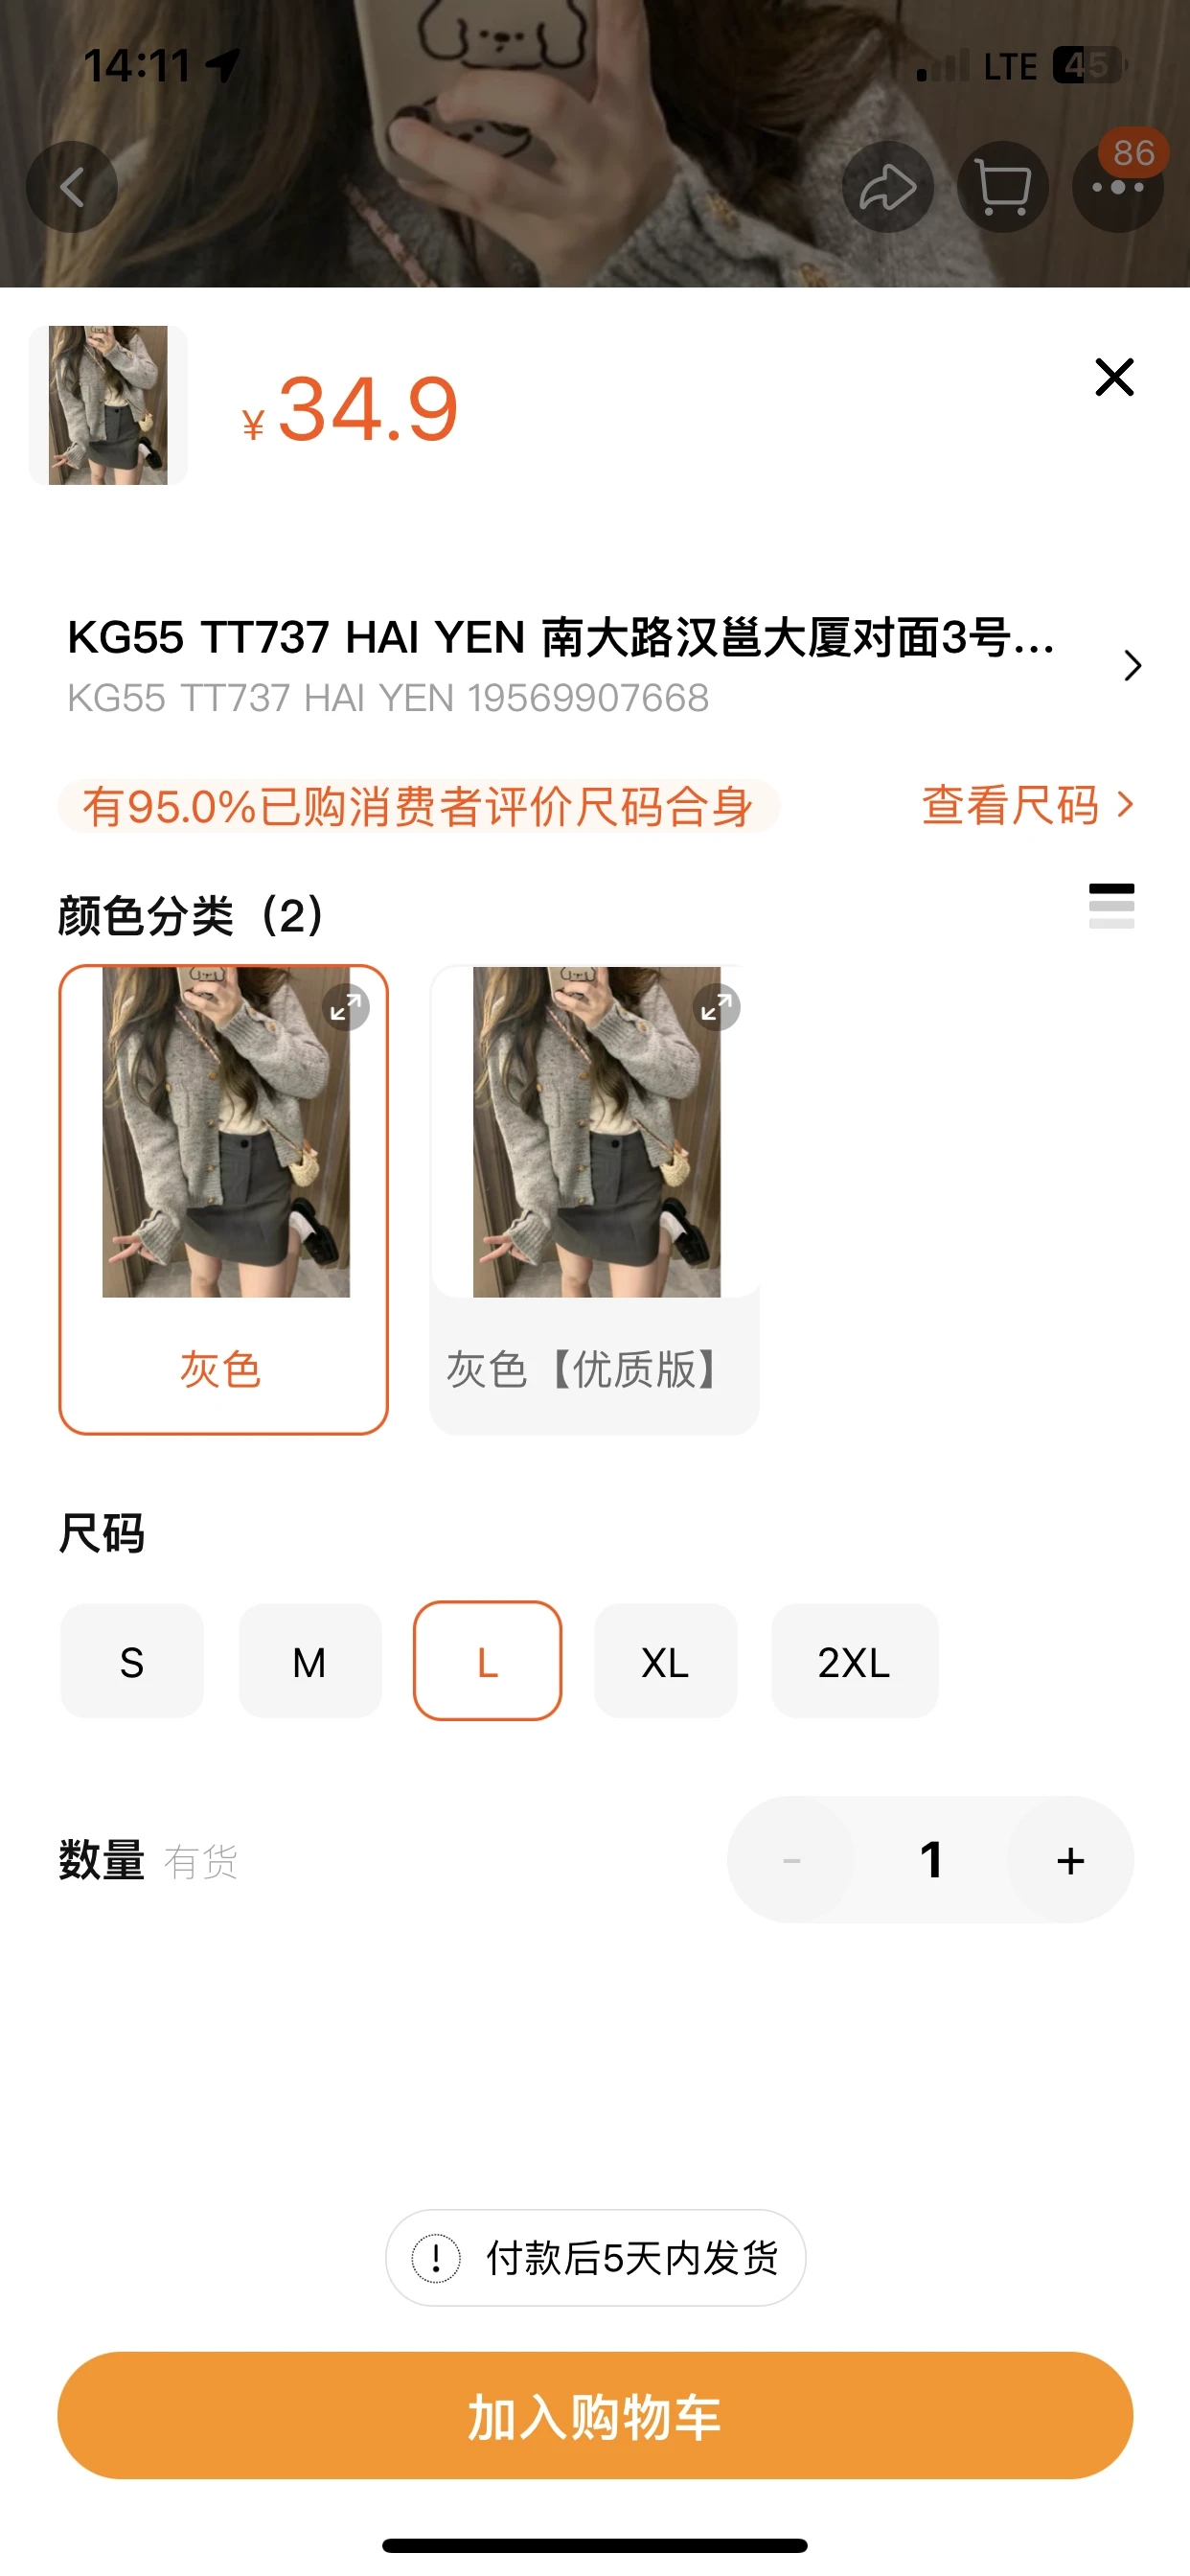 14:11
LTE 45
86
¥34.9
KG55 TT737 HAI YEN 南大路汉邕大厦对面3号...
KG55 TT737 HAI YEN 19569907668
有95.0%已购消费者评价尺码合身
查看尺码
颜色分类（2）
灰色
灰色【优质版】
尺码
S
M
L
XL
2XL
数量 有货
- 1 +
付款后5天内发货
加入购物车